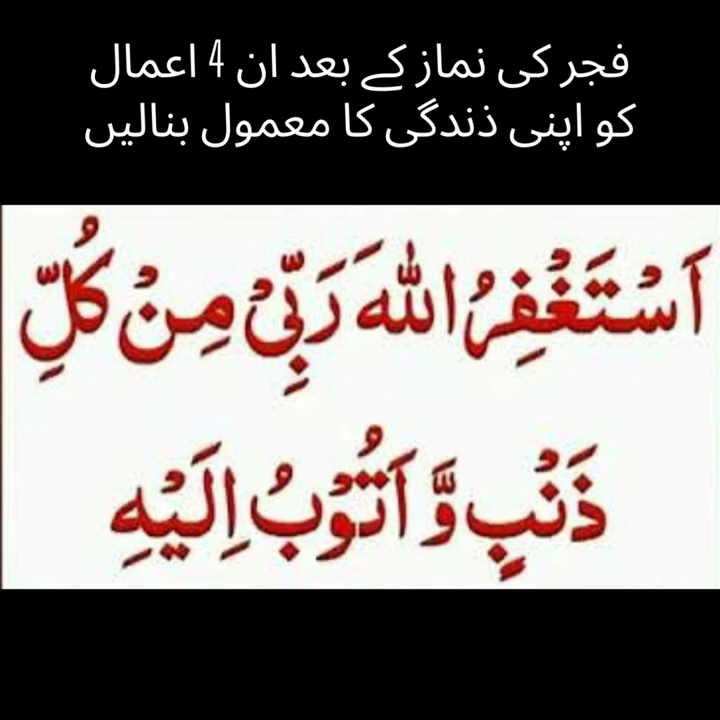 فجر کی نماز کے بعد ان 4 اعمال
کو اپنی ذندگی کا معمول بنالیں
اَسْتَغْفِرُ اللهَ رَبِّیْ مِنْ کُلِّ
ذَنْۢبٍ وَّ اَتُوْبُ اِلَیْهِ